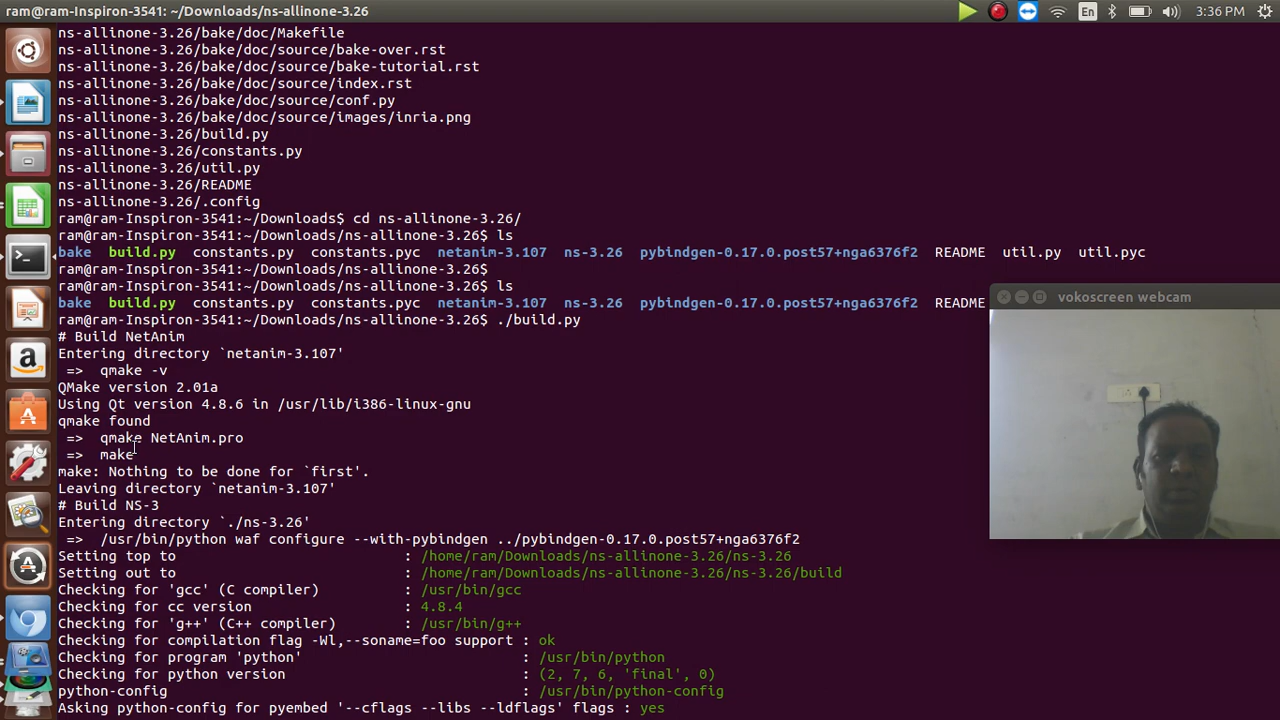 ram@ram-Inspiron-3541: ~/Downloads/ns-allinone-3.26
En
3:36 PM
ns-allinone-3.26/bake/doc/Makefile
ns-allinone-3.26/bake/doc/source/bake-over.rst
ns-allinone-3.26/bake/doc/source/bake-tutorial.rst
ns-allinone-3.26/bake/doc/source/index.rst
ns-allinone-3.26/bake/doc/source/conf.py
ns-allinone-3.26/bake/doc/source/images/inria.png
ns-allinone-3.26/build.py
ns-allinone-3.26/constants.py
ns-allinone-3.26/util.py
ns-allinone-3.26/README
ns-allinone-3.26/.config
ram@ram-Inspiron-3541:~/Downloads$ cd ns-allinone-3.26/
ram@ram-Inspiron-3541:~/Downloads/ns-allinone-3.26$ ls
bake  build.py  constants.py  constants.pyc  netanim-3.107  ns-3.26  pybindgen-0.17.0.post57+nga6376f2  README  util.py  util.pyc
ram@ram-Inspiron-3541:~/Downloads/ns-allinone-3.26$
ram@ram-Inspiron-3541:~/Downloads/ns-allinone-3.26$ ls
bake  build.py  constants.py  constants.pyc  netanim-3.107  ns-3.26  pybindgen-0.17.0.post57+nga6376f2  README
vokoscreen webcam
ram@ram-Inspiron-3541:~/Downloads/ns-allinone-3.26$ ./build.py
# Build NetAnim
Entering directory `netanim-3.107'
 =>  qmake -v
QMake version 2.01a
Using Qt version 4.8.6 in /usr/lib/i386-linux-gnu
qmake found
 =>  qmake NetAnim.pro
 =>  make
make: Nothing to be done for `first'.
Leaving directory `netanim-3.107'
# Build NS-3
Entering directory `./ns-3.26'
 =>  /usr/bin/python waf configure --with-pybindgen ../pybindgen-0.17.0.post57+nga6376f2
Setting top to                           : /home/ram/Downloads/ns-allinone-3.26/ns-3.26
Setting out to                           : /home/ram/Downloads/ns-allinone-3.26/ns-3.26/build
Checking for 'gcc' (C compiler)          : /usr/bin/gcc
Checking for cc version                  : 4.8.4
Checking for 'g++' (C++ compiler)        : /usr/bin/g++
Checking for compilation flag -Wl,--soname=foo support : ok
Checking for program 'python'                          : /usr/bin/python
Checking for python version                            : (2, 7, 6, 'final', 0)
python-config                                          : /usr/bin/python-config
Asking python-config for pyembed '--cflags --libs --ldflags' flags : yes